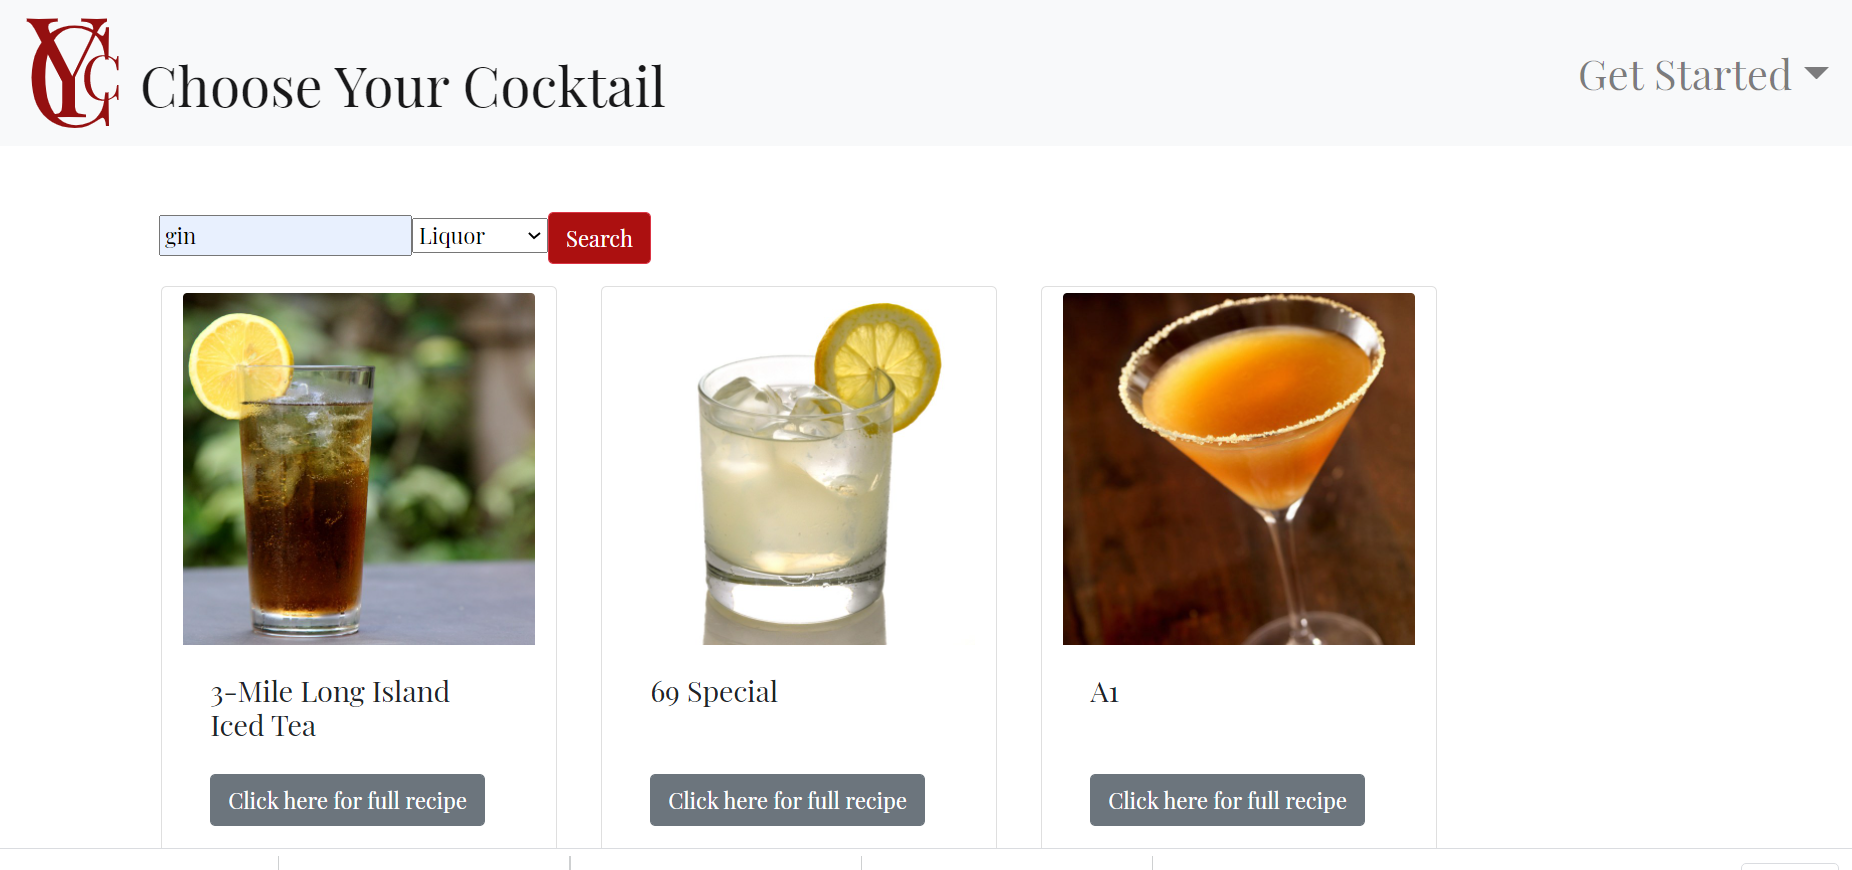 CYC
Choose Your Cocktail
Get Started
gin
Liquor
Search
3-Mile Long Island
Iced Tea
69 Special
A1
Click here for full recipe
Click here for full recipe
Click here for full recipe